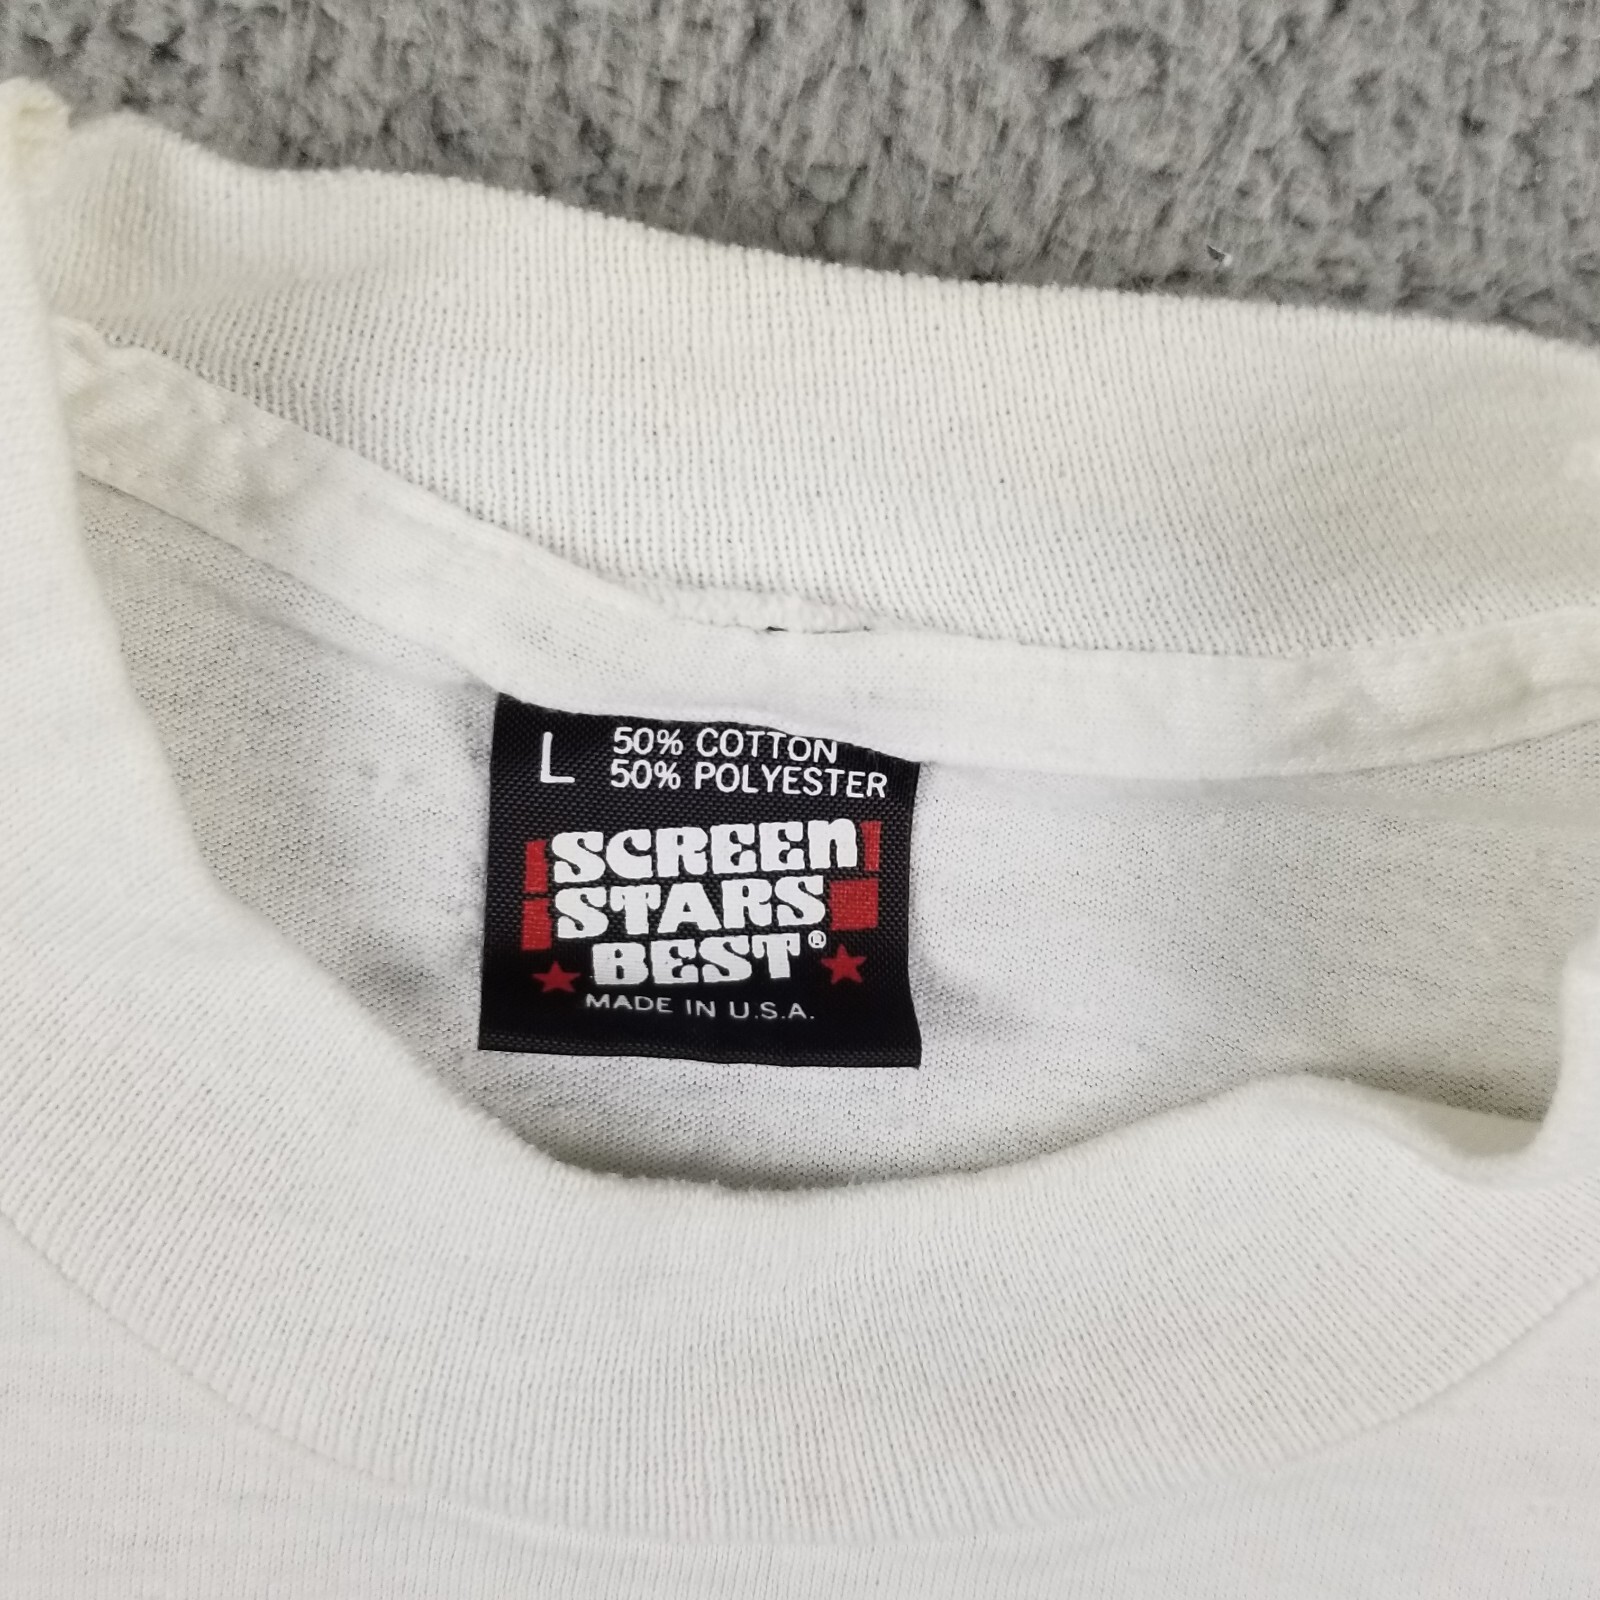 L 50% COTTON
50% POLYESTER
SCREEN
STARS
BEST®
MADE IN U.S.A.